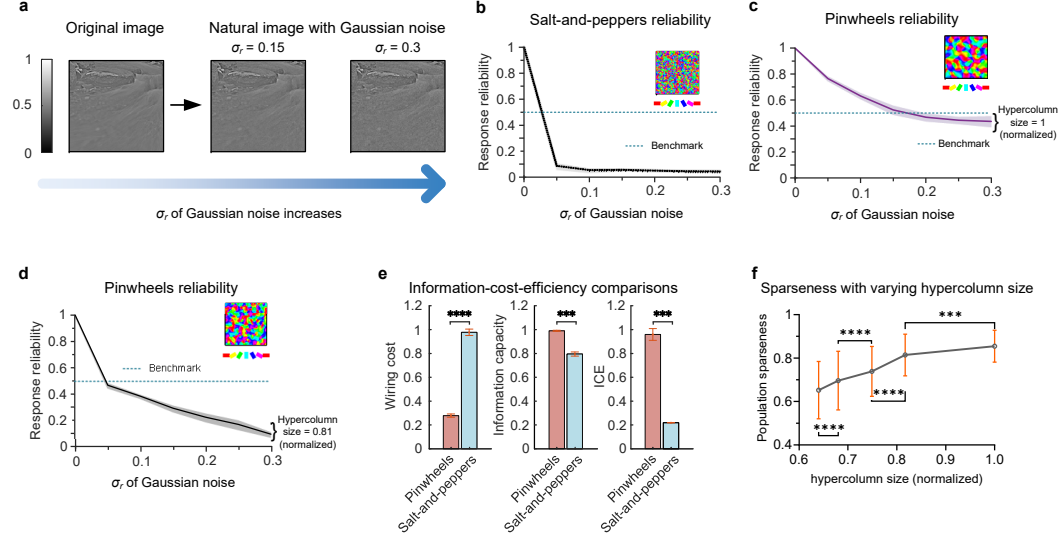 a
Original image
Natural image with Gaussian noise
σr = 0.15
σr = 0.3
1
0.5
0
σr of Gaussian noise increases
b
Salt-and-peppers reliability
Response reliability
1
0.8
0.6
0.4
0.2
0
Benchmark
0
0.1
0.2
0.3
σr of Gaussian noise
c
Pinwheels reliability
Response reliability
1
0.8
0.6
0.4
0.2
0
Hypercolumn
size = 1
(normalized)
Benchmark
0
0.1
0.2
0.3
σr of Gaussian noise
d
Pinwheels reliability
Response reliability
1
0.8
0.6
0.4
0.2
0
Benchmark
Hypercolumn
size = 0.81
(normalized)
0
0.1
0.2
0.3
σr of Gaussian noise
e
Information-cost-efficiency comparisons
Wiring cost
1.2
1
0.8
0.6
0.4
0.2
0
****
Pinwheels
Salt-and-peppers
Information capacity
1.2
1
0.8
0.6
0.4
0.2
0
***
Pinwheels
Salt-and-peppers
ICE
1.2
1
0.8
0.6
0.4
0.2
0
***
Pinwheels
Salt-and-peppers
f
Sparseness with varying hypercolumn size
Population sparseness
1.0
0.8
0.6
0.4
****
***
****
****
0.6
0.7
0.8
0.9
1.0
hypercolumn size (normalized)